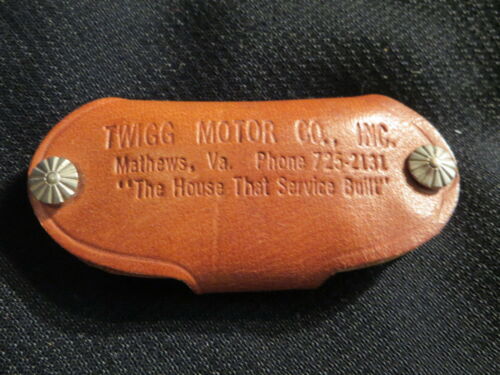 TWIGG MOTOR CO., INC.
Mathews, Va. Phone 725-2131
"The House That Service Built"